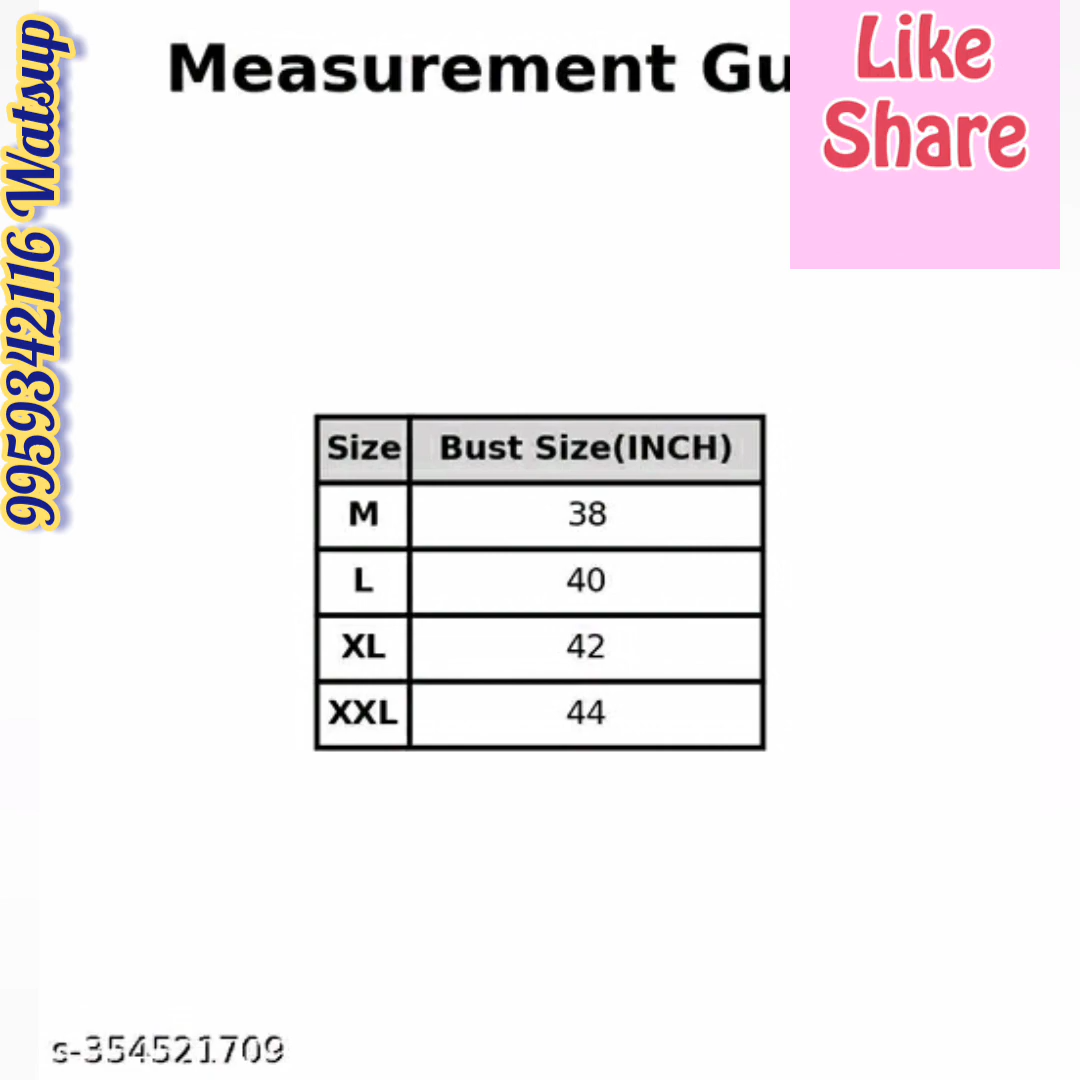 Measurement Gu
Like
Share
9959342116 Watsup
Size Bust Size(INCH)
M 38
L 40
XL 42
XXL 44
s-354521709